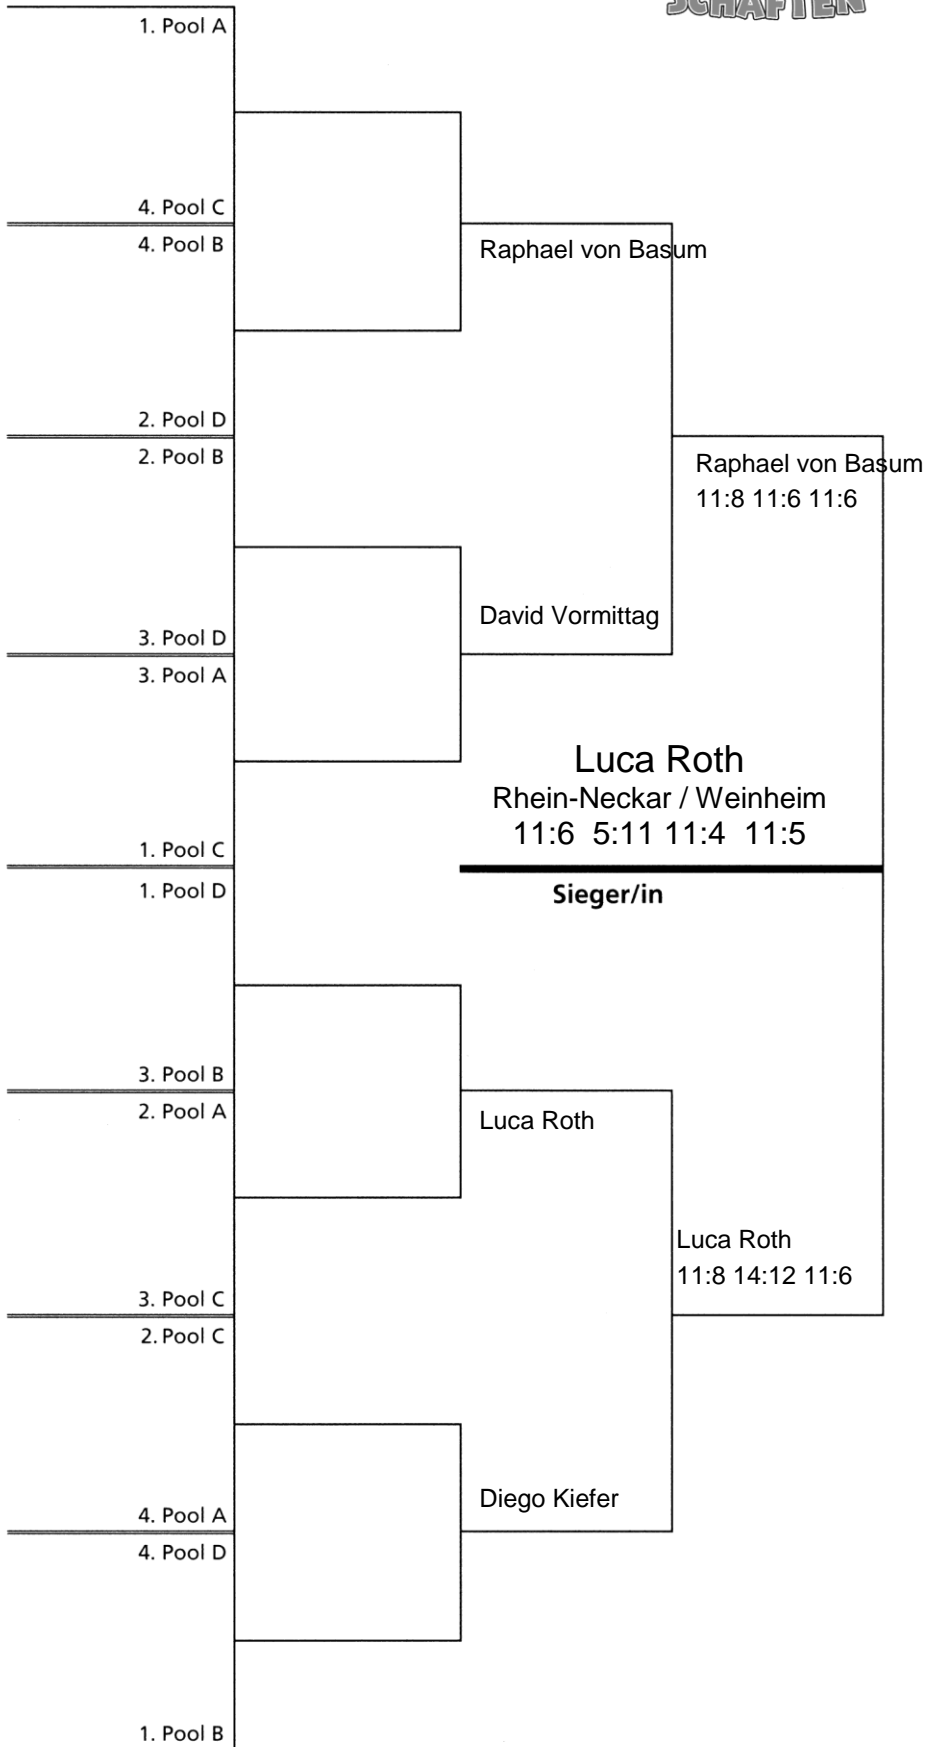 SCHAFTEN
1. Pool A
4. Pool C
4. Pool B
Raphael von Basum
2. Pool D
2. Pool B
Raphael von Basum
11:8 11:6 11:6
David Vormittag
3. Pool D
3. Pool A
Luca Roth
Rhein-Neckar / Weinheim
11:6 5:11 11:4 11:5
1. Pool C
1. Pool D
Sieger/in
3. Pool B
2. Pool A
Luca Roth
Luca Roth
11:8 14:12 11:6
3. Pool C
2. Pool C
Diego Kiefer
4. Pool A
4. Pool D
1. Pool B